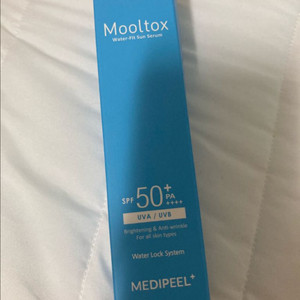 Mooltox
Water-Fit Sun Serum
SPF 50+ PA
++++
UVA / UVB
Brightening & Anti-wrinkle
For all skin types
Water Lock System
MEDIPEEL+